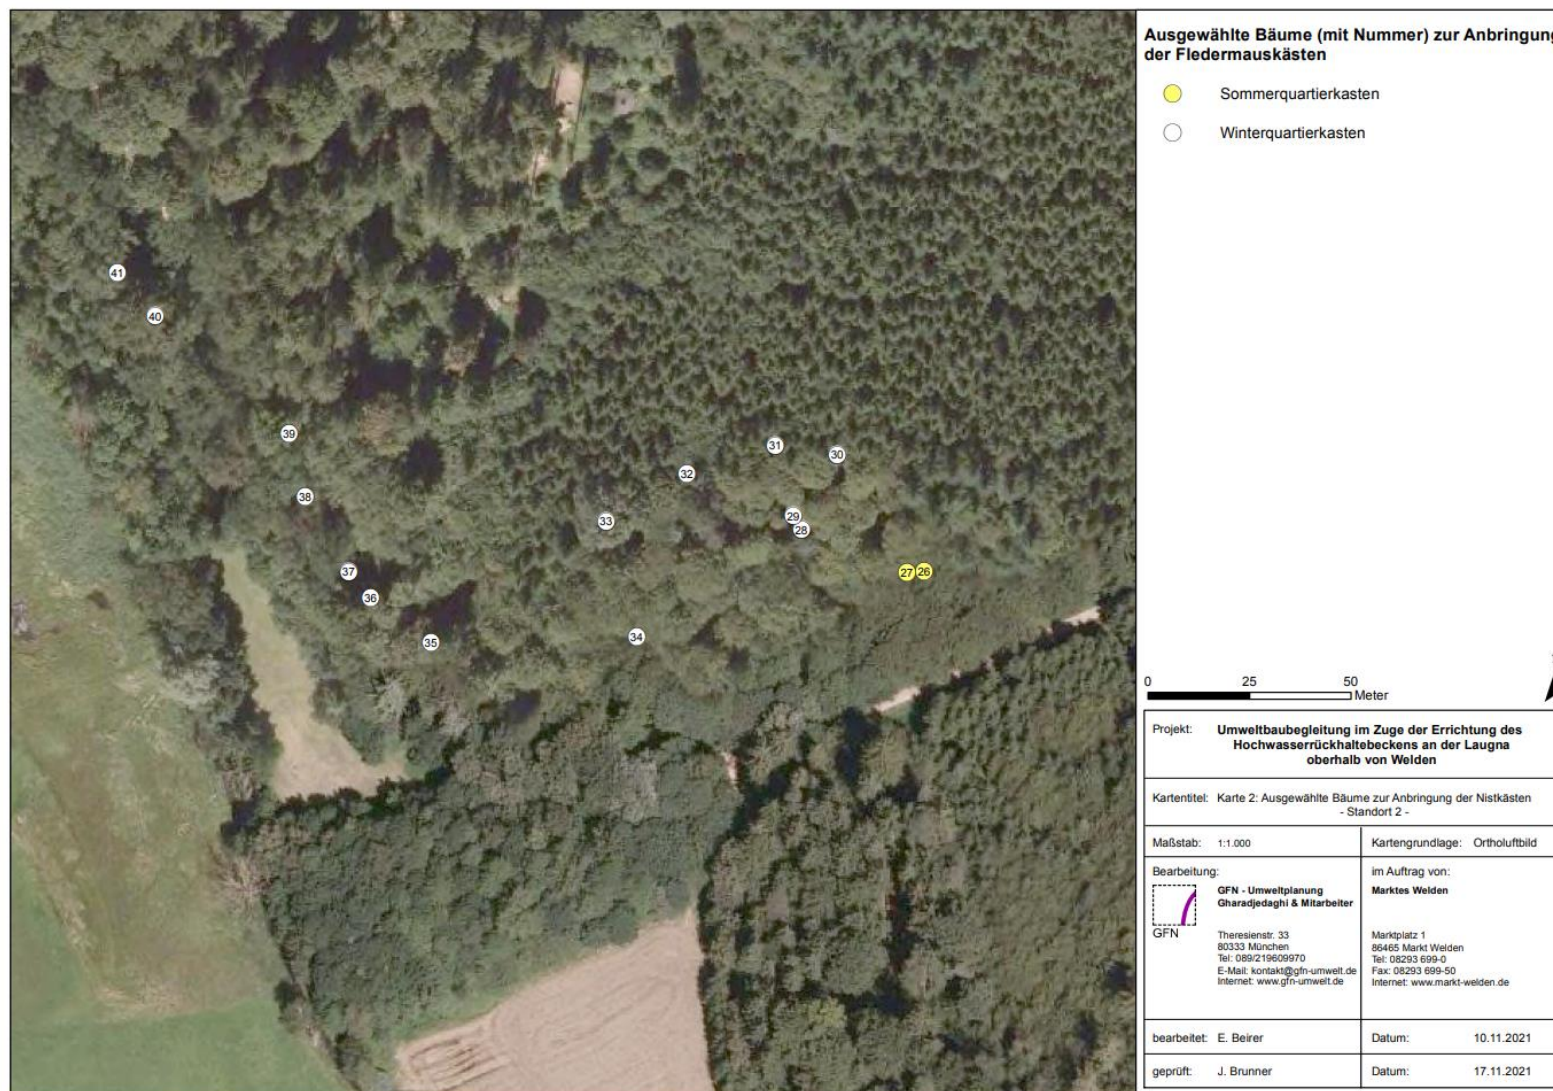 Ausgewählte Bäume (mit Nummer) zur Anbringung
der Fledermauskästen
Sommerquartierkasten
Winterquartierkasten
41
40
39
38
37
36
35
34
33
32
31
30
29
28
27 26
0 25 50
Meter
Projekt: Umweltbaubegleitung im Zuge der Errichtung des
Hochwasserrückhaltebeckens an der Laugna
oberhalb von Welden
Kartentitel: Karte 2: Ausgewählte Bäume zur Anbringung der Nistkästen
- Standort 2 -
Maßstab: 1:1.000
Kartengrundlage: Ortholuftbild
Bearbeitung:
GFN - Umweltplanung
Gharadjedaghi & Mitarbeiter
GFN
Theresienstr. 33
80333 München
Tel: 089/219609970
E-Mail: kontakt@gfn-umwelt.de
Internet: www.gfn-umwelt.de
im Auftrag von:
Marktes Welden
Marktplatz 1
86465 Markt Welden
Tel: 08293 699-0
Fax: 08293 699-50
Internet: www.markt-welden.de
bearbeitet: E. Beirer
Datum: 10.11.2021
geprüft: J. Brunner
Datum: 17.11.2021